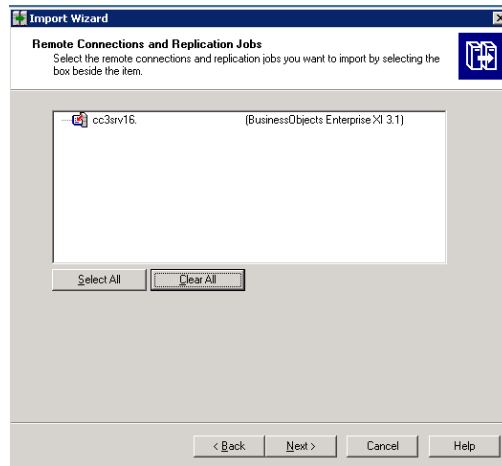 Import Wizard
Remote Connections and Replication Jobs
Select the remote connections and replication jobs you want to import by selecting the
box beside the item.
cc3srv16. (BusinessObjects Enterprise XI 3.1)
Select All Clear All
< Back Next > Cancel Help